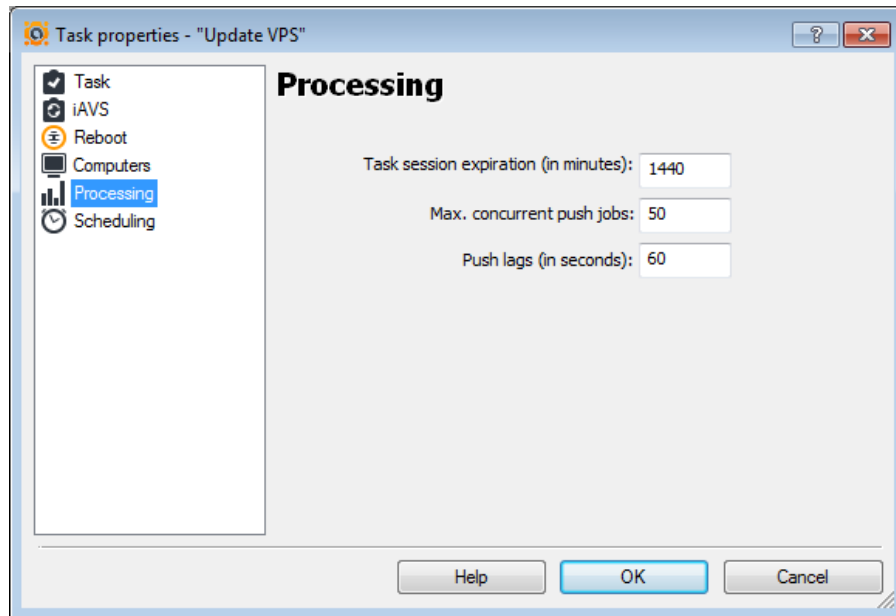 Task properties - "Update VPS"
Task
iAVS
Reboot
Computers
Processing
Scheduling
Processing
Task session expiration (in minutes): 1440
Max. concurrent push jobs: 50
Push lags (in seconds): 60
Help OK Cancel